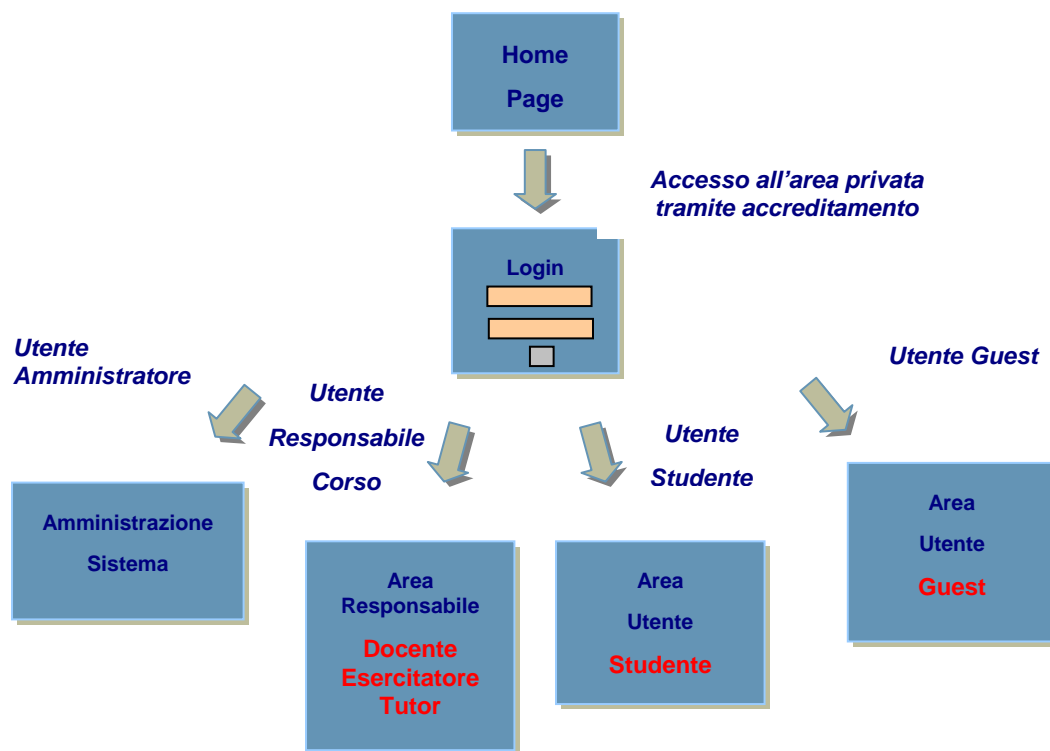 Home
Page
Accesso all’area privata
tramite accreditamento
Login
Utente
Amministratore
Utente
Responsabile
Corso
Utente
Studente
Utente Guest
Amministrazione
Sistema
Area
Responsabile
Docente
Esercitatore
Tutor
Area
Utente
Studente
Area
Utente
Guest